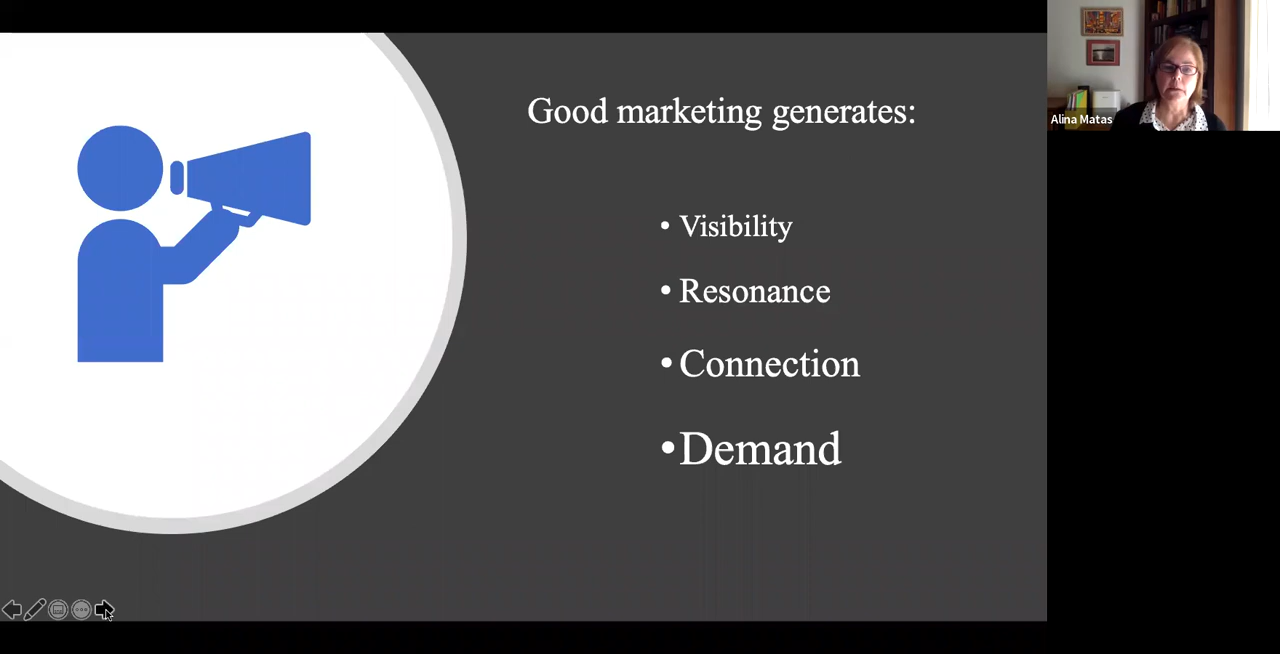 Good marketing generates:
• Visibility
• Resonance
• Connection
• Demand
Alina Matas